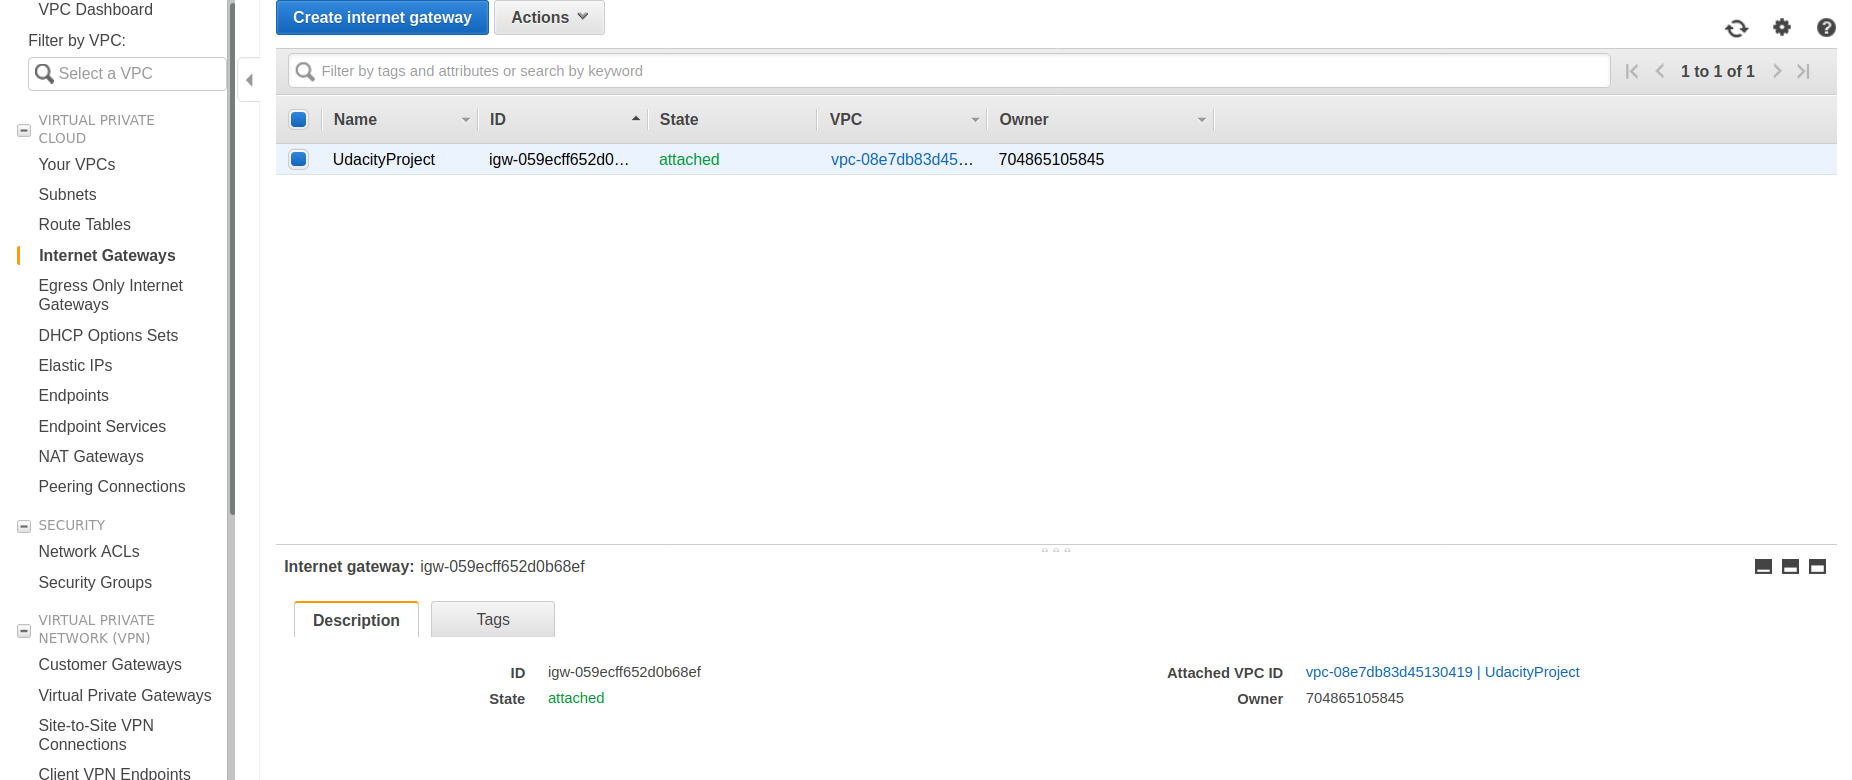 VPC Dashboard
Filter by VPC:
Select a VPC
VIRTUAL PRIVATE
CLOUD
Your VPCs
Subnets
Route Tables
Internet Gateways
Egress Only Internet
Gateways
DHCP Options Sets
Elastic IPs
Endpoints
Endpoint Services
NAT Gateways
Peering Connections
SECURITY
Network ACLs
Security Groups
VIRTUAL PRIVATE
NETWORK (VPN)
Customer Gateways
Virtual Private Gateways
Site-to-Site VPN
Connections
Client VPN Endpoints
Create internet gateway Actions
Filter by tags and attributes or search by keyword 1 to 1 of 1
Name ID State VPC Owner
UdacityProject igw-059ecff652d0… attached vpc-08e7db83d45… 704865105845
Internet gateway: igw-059ecff652d0b68ef
Description Tags
ID igw-059ecff652d0b68ef Attached VPC ID vpc-08e7db83d45130419 | UdacityProject
State attached Owner 704865105845